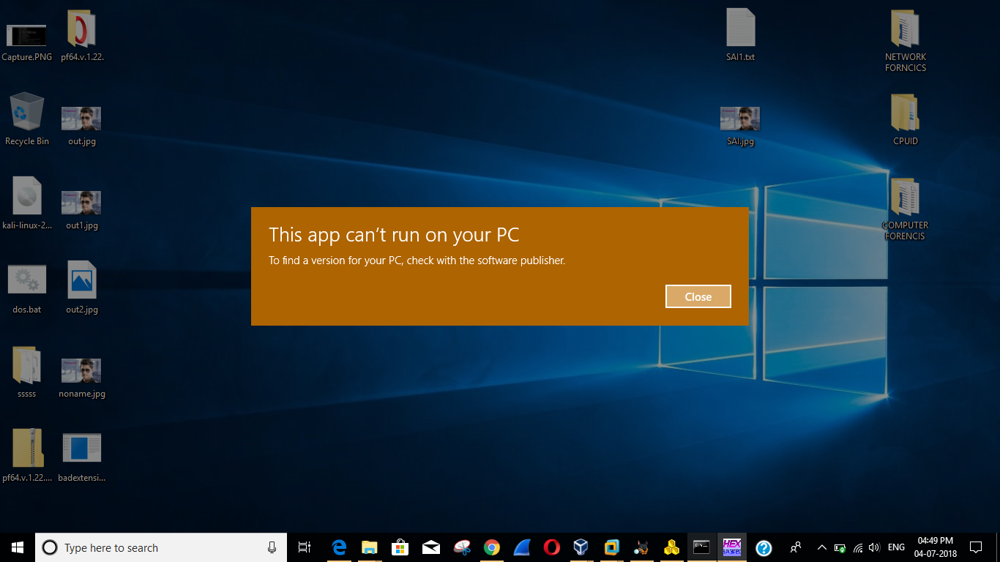 Capture.PNG
pf64.v.1.22.
SAI1.txt
NETWORK
FORNCICS
Recycle Bin
out.jpg
SAI.jpg
CPUID
kali-linux-2...
out1.jpg
COMPUTER
FORENCIS
This app can't run on your PC
To find a version for your PC, check with the software publisher.
Close
dos.bat
out2.jpg
sssss
noname.jpg
pf64.v.1.22....
badextensi...
Type here to search
HEX
ENG
04:49 PM
04-07-2018